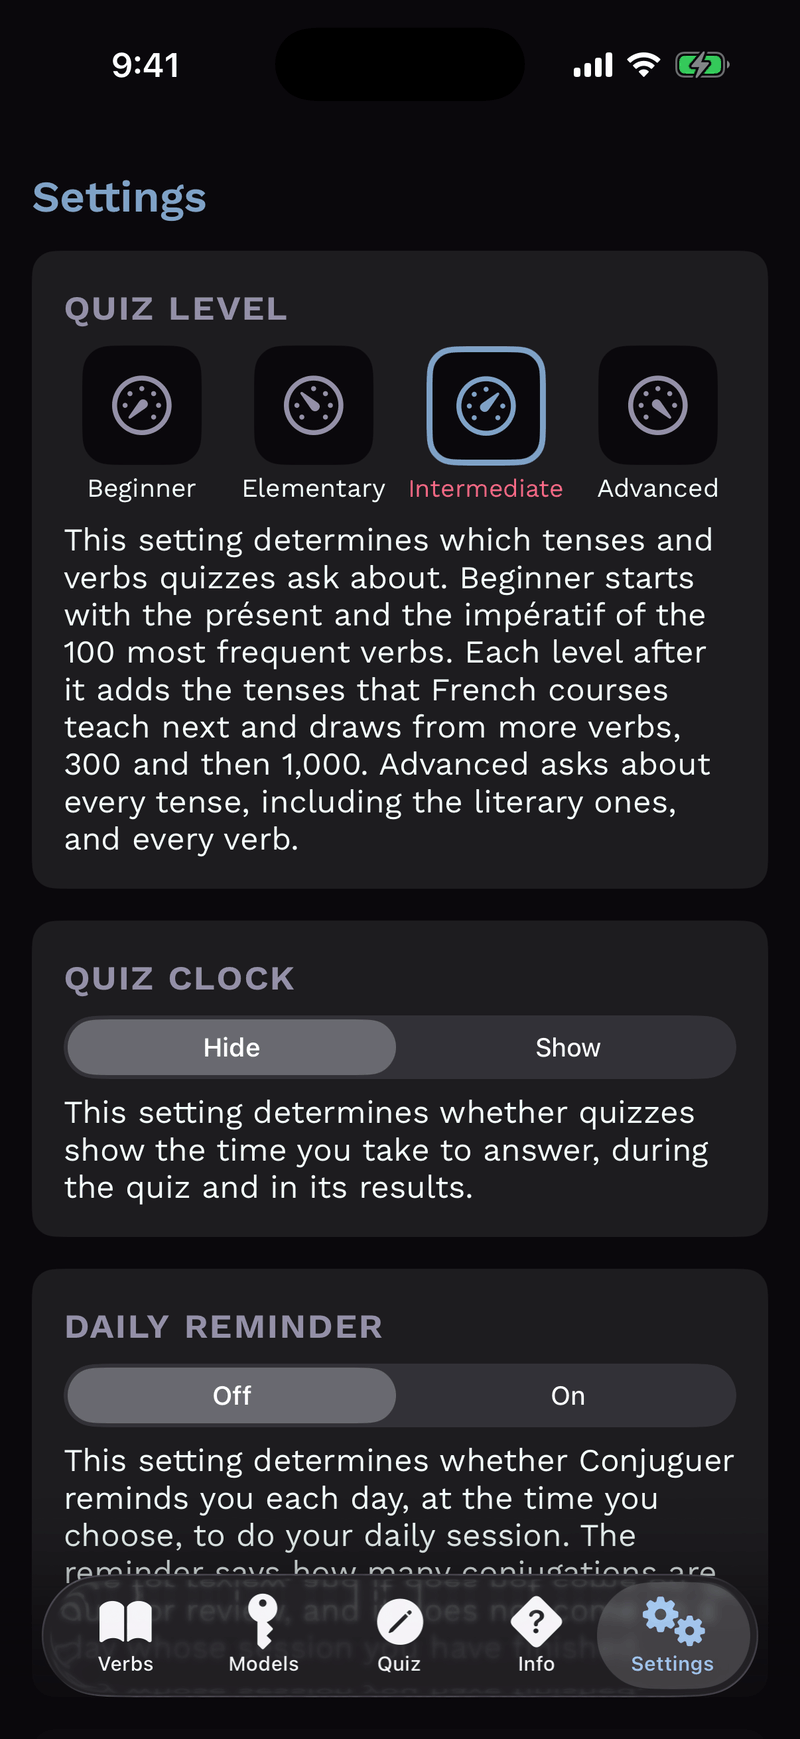 9:41
Settings
QUIZ LEVEL
Beginner
Elementary
Intermediate
Advanced
This setting determines which tenses and
verbs quizzes ask about. Beginner starts
with the présent and the impératif of the
100 most frequent verbs. Each level after
it adds the tenses that French courses
teach next and draws from more verbs,
300 and then 1,000. Advanced asks about
every tense, including the literary ones,
and every verb.
QUIZ CLOCK
Hide
Show
This setting determines whether quizzes
show the time you take to answer, during
the quiz and in its results.
DAILY REMINDER
Off
On
This setting determines whether Conjuguer
reminds you each day, at the time you
choose, to do your daily session. The
reminder says how many conjugations are
Verbs
Models
Quiz
?
Info
Settings